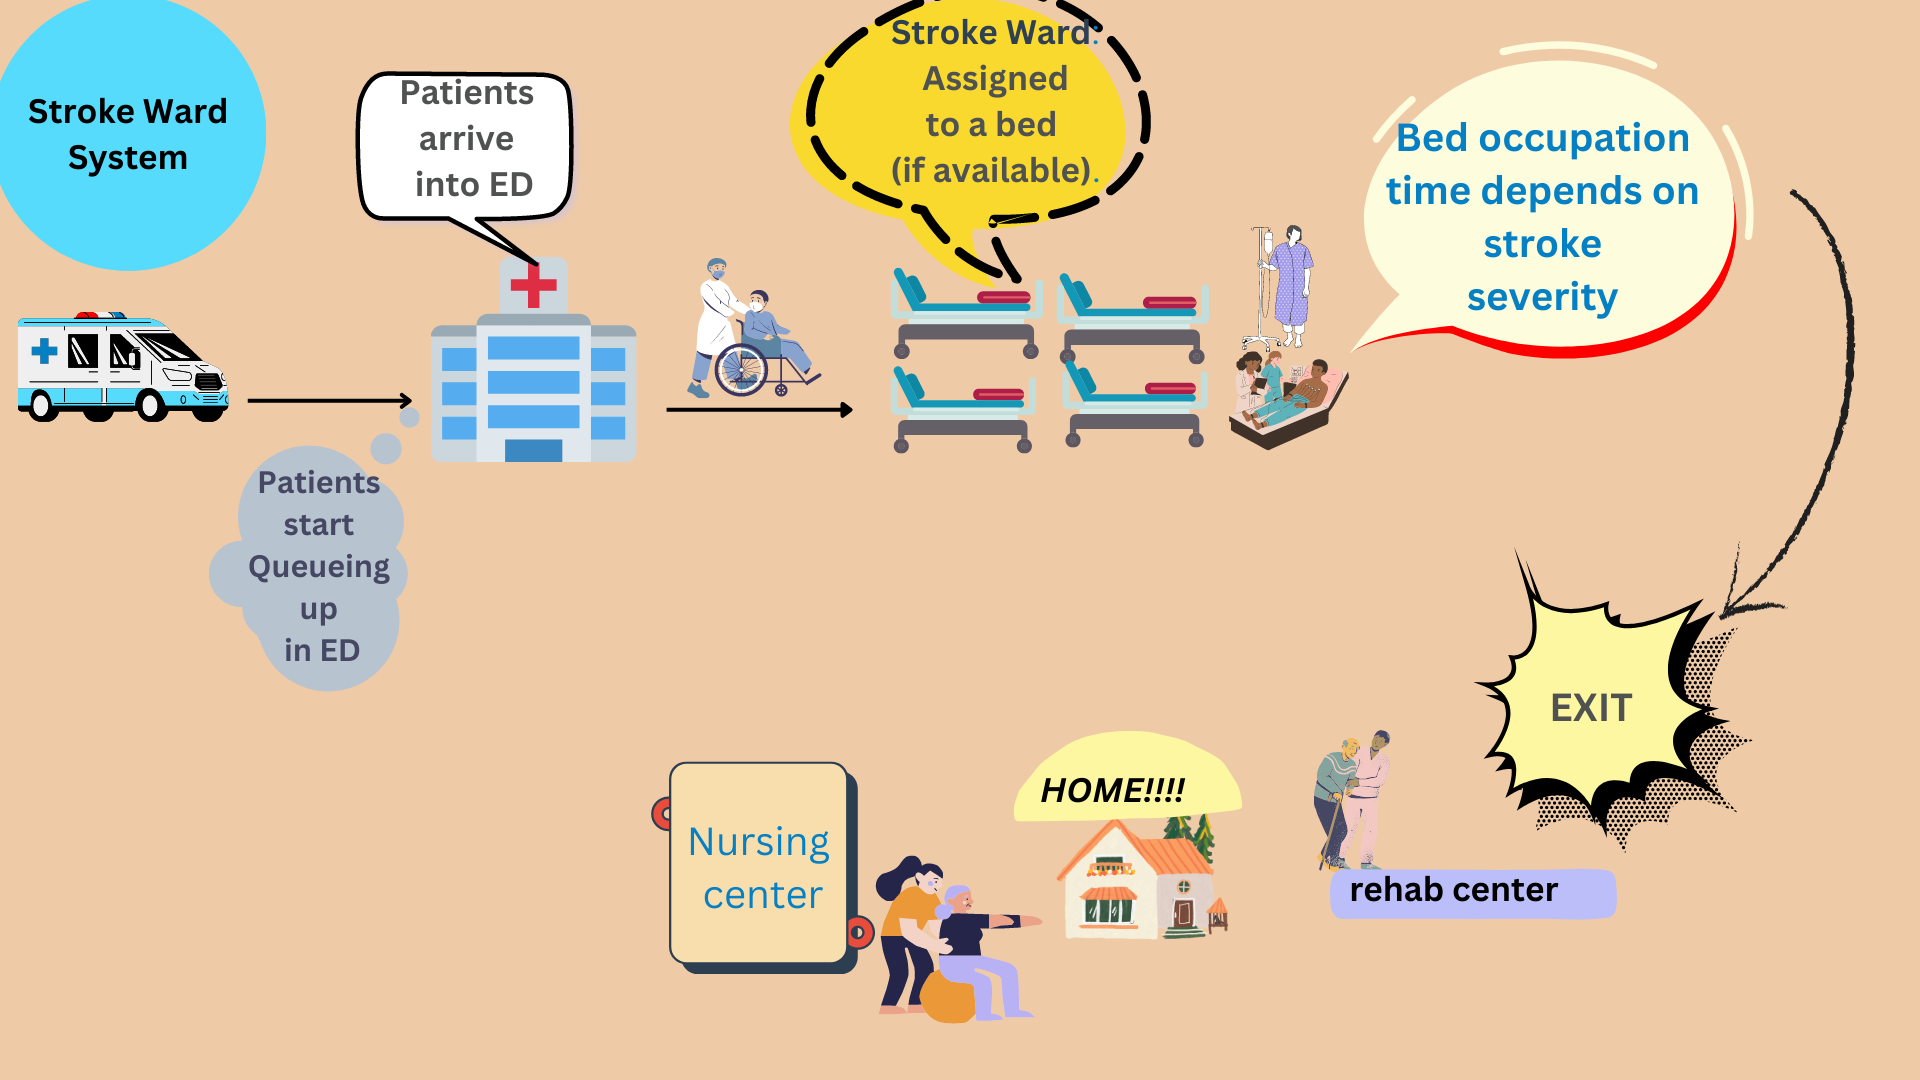 Stroke Ward
System
Patients
arrive
into ED
Stroke Ward:
Assigned
to a bed
(if available).
Bed occupation
time depends on
stroke
severity
Patients
start
Queueing
up
in ED
EXIT
HOME!!!!
Nursing
center
rehab center